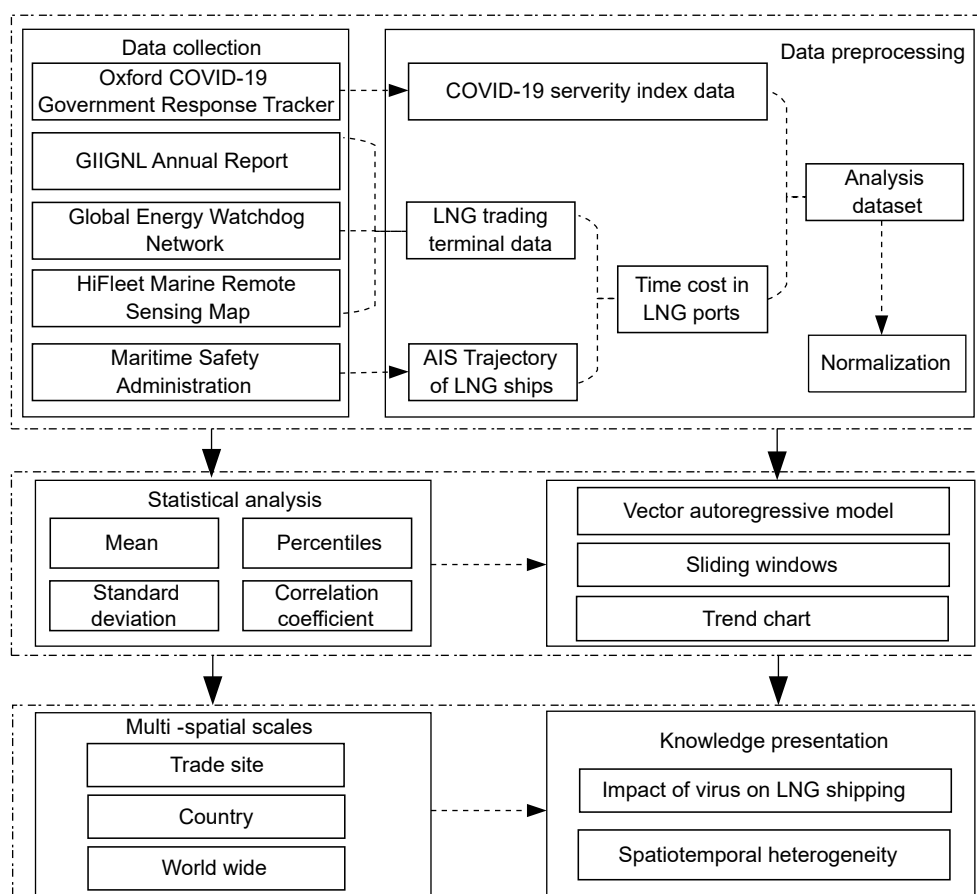 Data collection
Oxford COVID-19
Government Response Tracker
GIIGNL Annual Report
Global Energy Watchdog
Network
HiFleet Marine Remote
Sensing Map
Maritime Safety
Administration
Data preprocessing
COVID-19 serverity index data
LNG trading
terminal data
AIS Trajectory
of LNG ships
Time cost in
LNG ports
Analysis
dataset
Normalization
Statistical analysis
Mean
Percentiles
Standard
deviation
Correlation
coefficient
Vector autoregressive model
Sliding windows
Trend chart
Multi -spatial scales
Trade site
Country
World wide
Knowledge presentation
Impact of virus on LNG shipping
Spatiotemporal heterogeneity